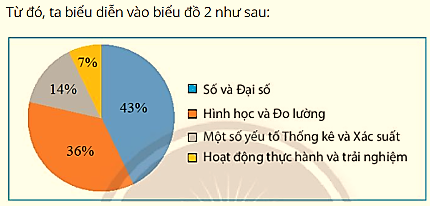 Từ đó, ta biểu diễn vào biểu đồ 2 như sau:
7%
14%
43%
36%
Số và Đại số
Hình học và Đo lường
Một số yếu tố Thống kê và Xác suất
Hoạt động thực hành và trải nghiệm